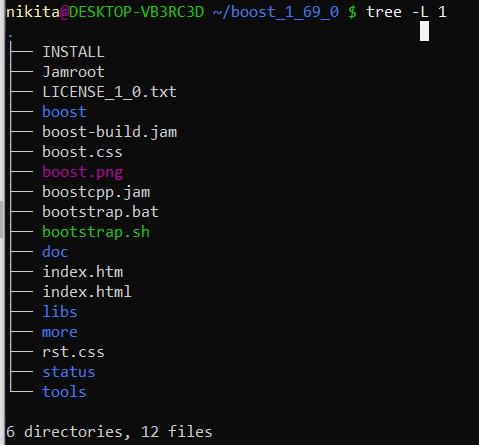 nikita@DESKTOP-VB3RC3D ~/boost_1_69_0 $ tree -L 1
.
├── INSTALL
├── Jamroot
├── LICENSE_1_0.txt
├── boost
├── boost-build.jam
├── boost.css
├── boost.png
├── boostcpp.jam
├── bootstrap.bat
├── bootstrap.sh
├── doc
├── index.htm
├── index.html
├── libs
├── more
├── rst.css
├── status
└── tools
6 directories, 12 files